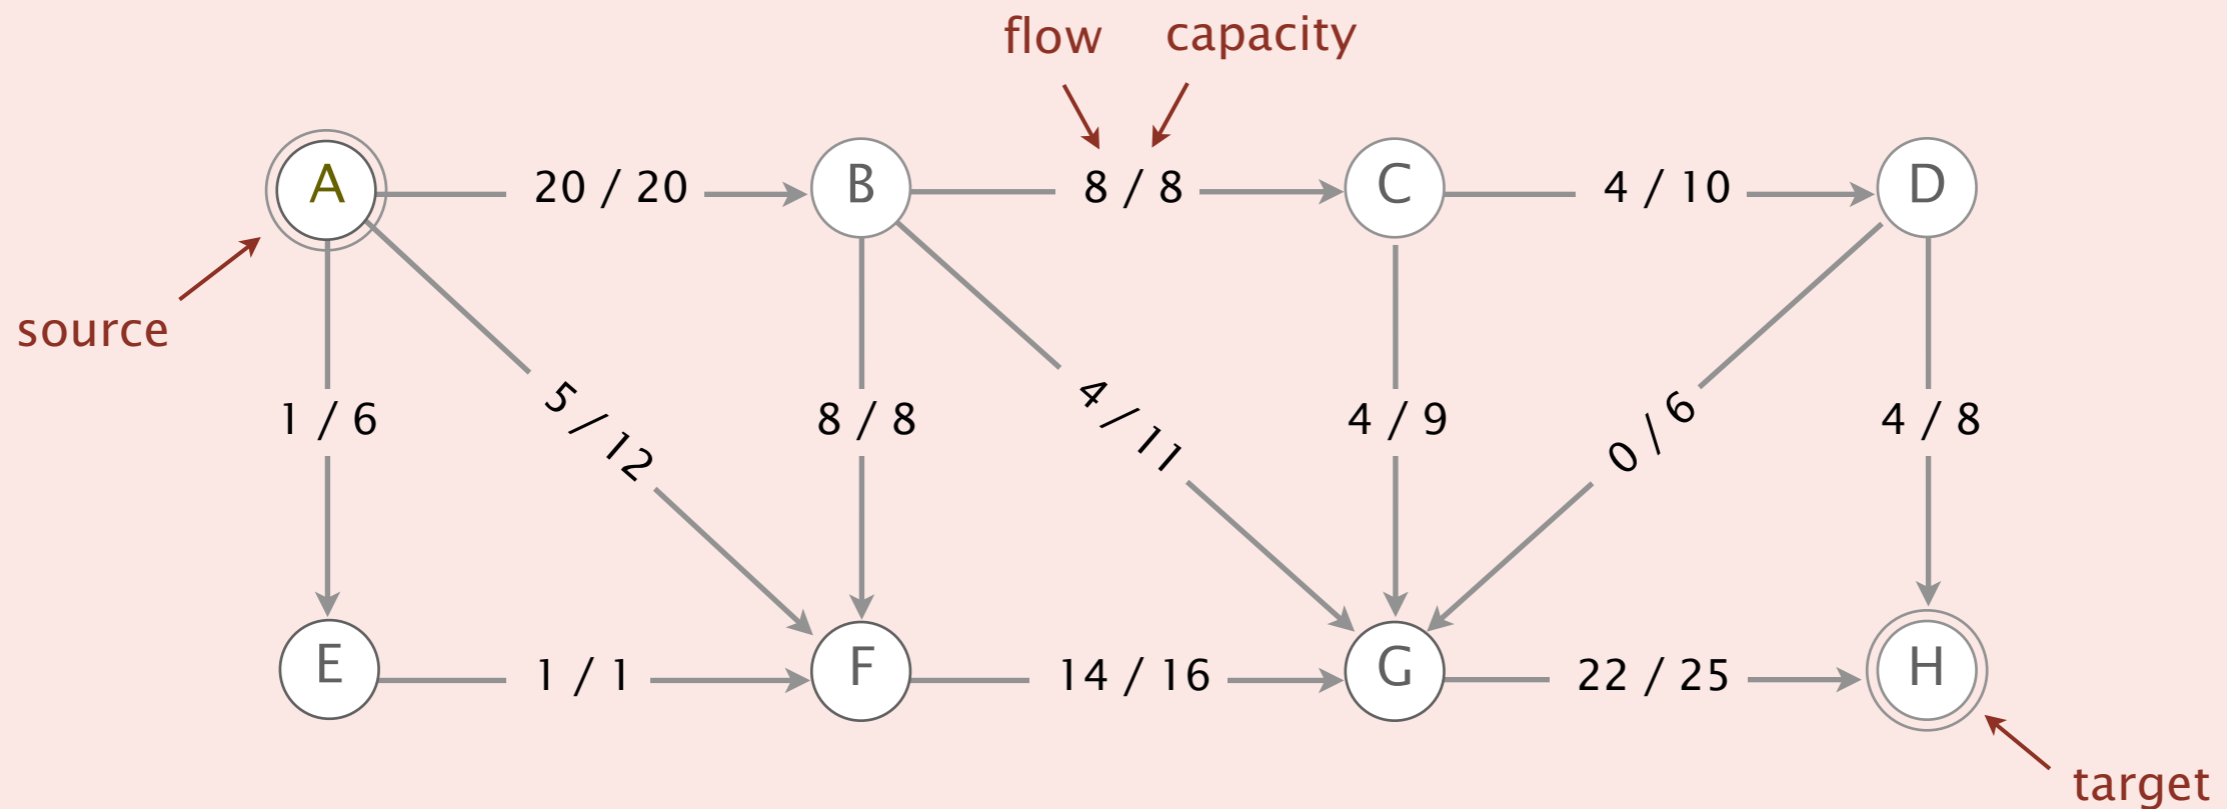 flow capacity
A 20 / 20 B 8 / 8 C 4 / 10 D
source
1 / 6 5 / 12 8 / 8 4 / 11 4 / 9 0 / 6 4 / 8
E 1 / 1 F 14 / 16 G 22 / 25 H
target